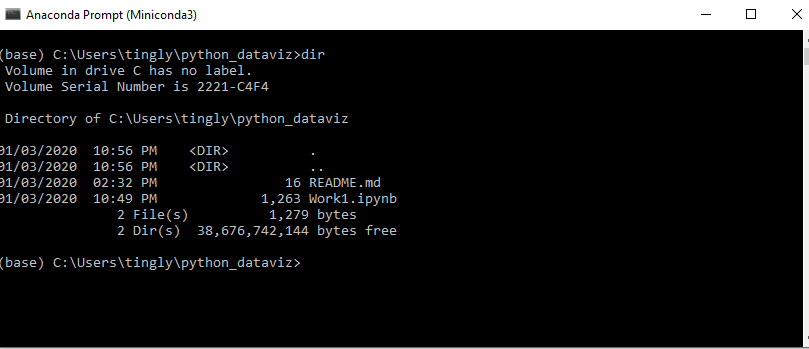 Anaconda Prompt (Miniconda3)
(base) C:\Users\tingly\python_dataviz>dir
 Volume in drive C has no label.
 Volume Serial Number is 2221-C4F4
 Directory of C:\Users\tingly\python_dataviz
01/03/2020  10:56 PM    <DIR>          .
01/03/2020  10:56 PM    <DIR>          ..
01/03/2020  02:32 PM                16 README.md
01/03/2020  10:49 PM             1,263 Work1.ipynb
               2 File(s)          1,279 bytes
               2 Dir(s)  38,676,742,144 bytes free
(base) C:\Users\tingly\python_dataviz>